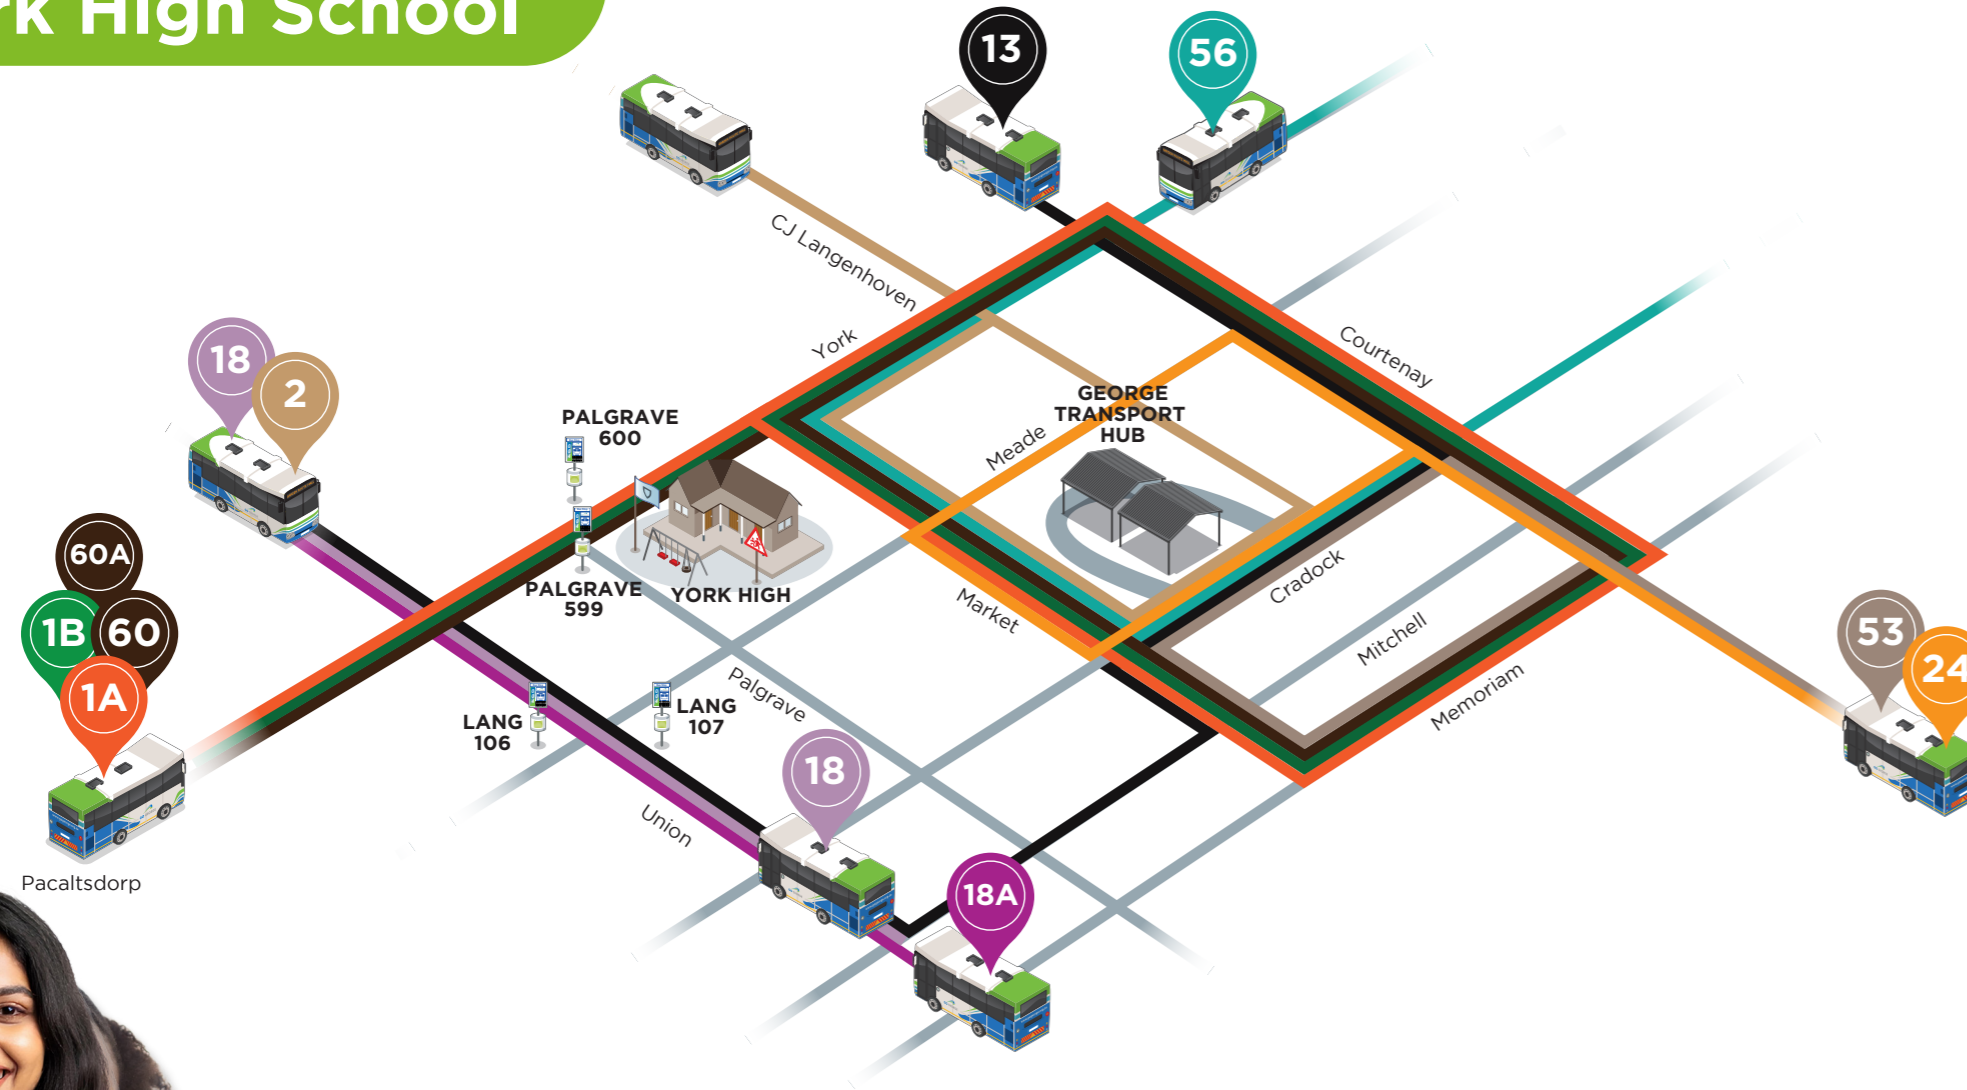 rk High School
13
56
CJ Langenhoven
18
2
York
Courtenay
PALGRAVE
600
GEORGE
TRANSPORT
HUB
Meade
60A
1B
60
1A
PALGRAVE
599
YORK HIGH
Market
Cradock
Mitchell
53
24
Memoriam
Palgrave
LANG
106
LANG
107
18
Union
18A
Pacaltsdorp